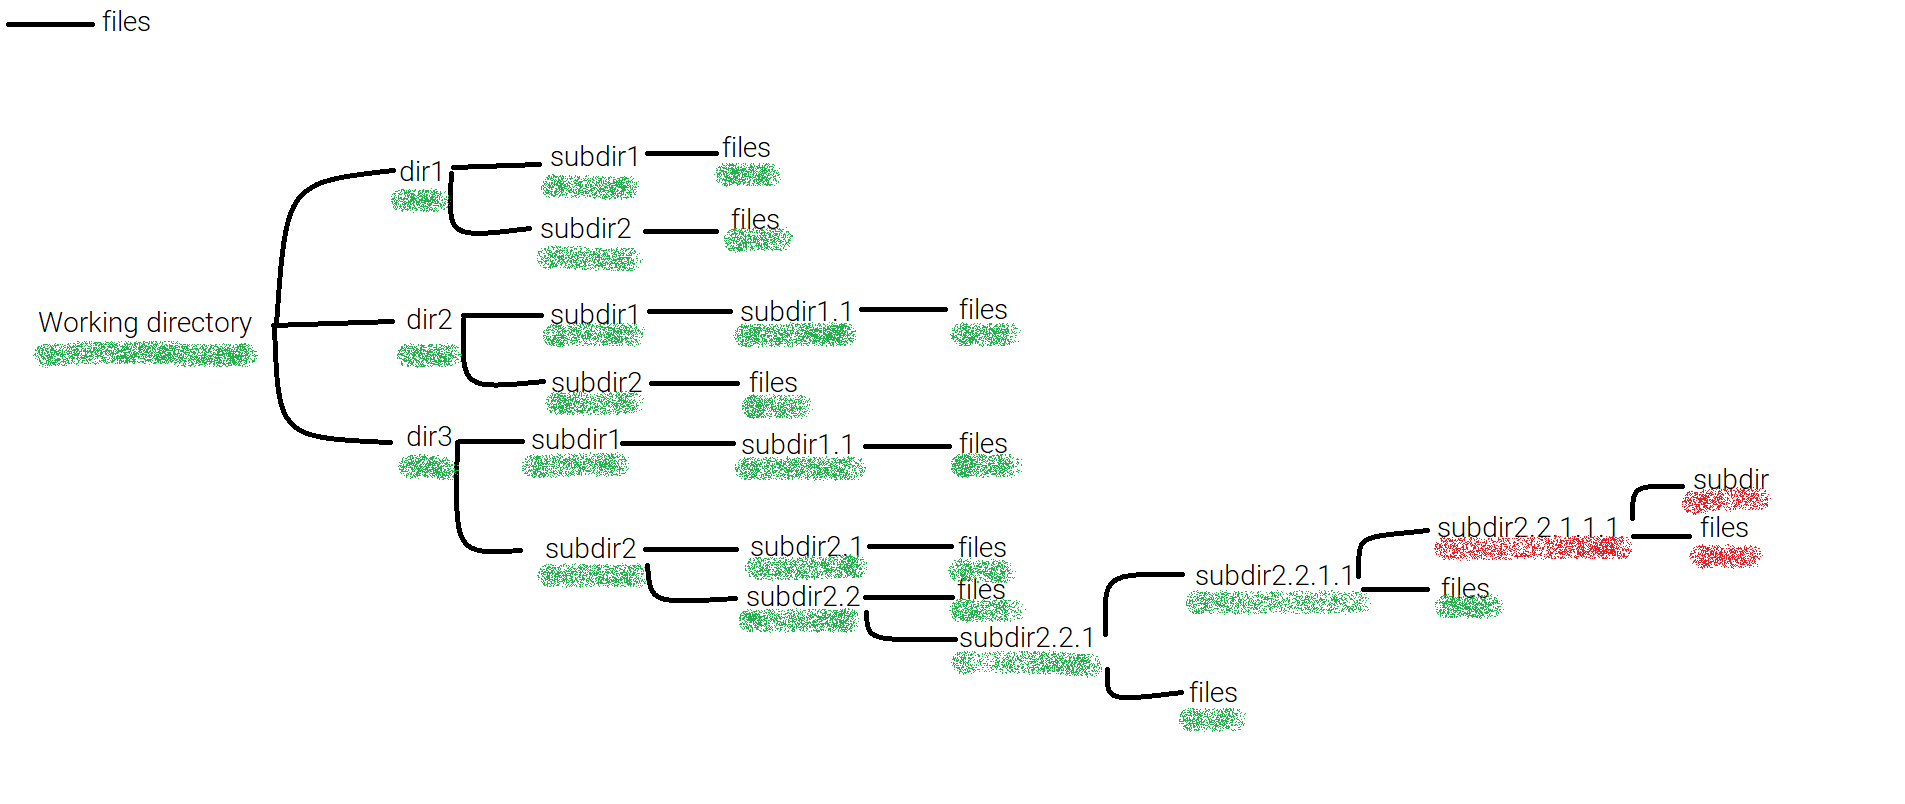 files
dir1
subdir1
files
subdir2
files
Working directory
dir2
subdir1
subdir1.1
files
subdir2
files
dir3
subdir1
subdir1.1
files
subdir2
subdir2.1
files
subdir2.2
files
subdir2.2.1
subdir2.2.1.1
subdir2.2.1.1.1
subdir
files
files
files